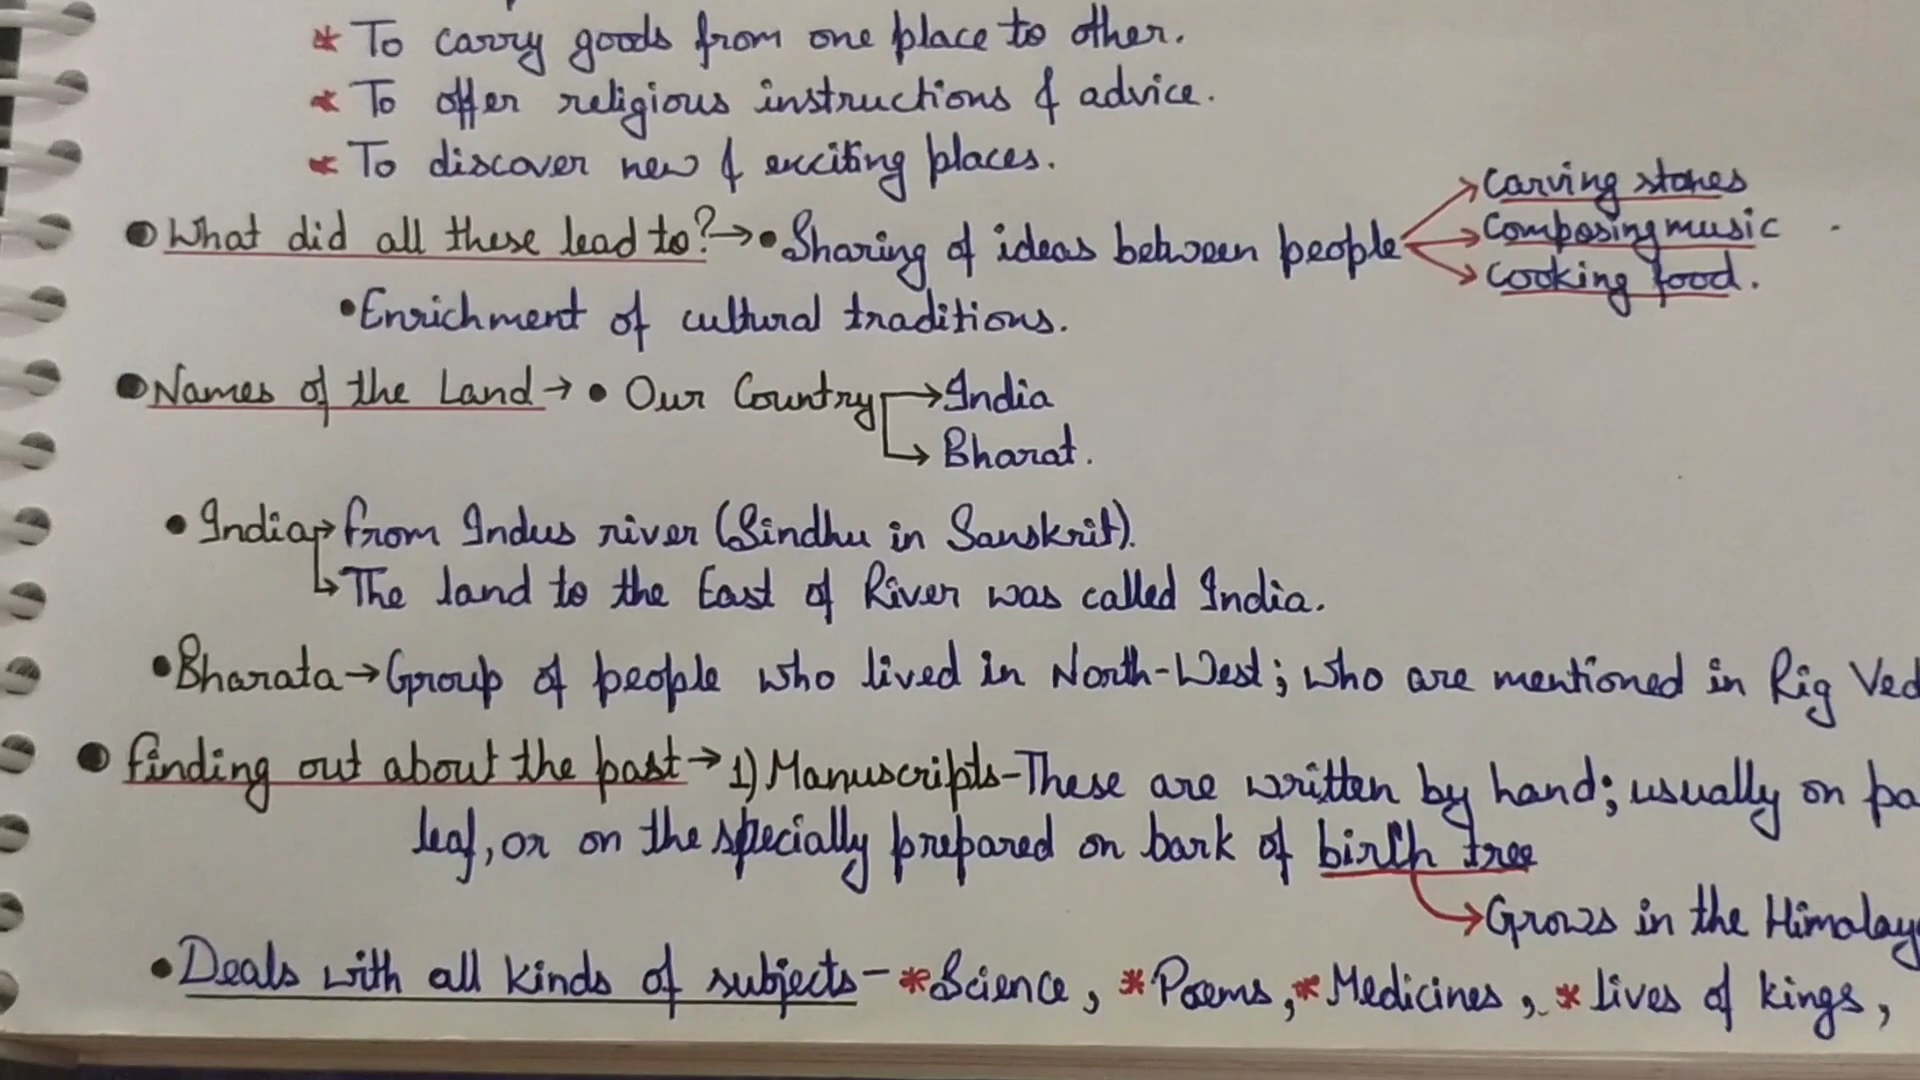 * To carry goods from one place to other.
* To offer religious instructions & advice.
* To discover new & exciting places.
● What did all these lead to? → • Sharing of ideas between people → Carving stones
→ Composing music
→ Cooking food.
• Enrichment of cultural traditions.
● Names of the Land → • Our Country → India
→ Bharat.
• India → from Indus river (Sindhu in Sanskrit).
→ The land to the East of River was called India.
• Bharata → Group of people who lived in North-West; who are mentioned in Rig Ved
● Finding out about the past → 1) Manuscripts - These are written by hand; usually on pa
leaf, or on the specially prepared on bark of birth tree
→ Grows in the Himalay
• Deals with all kinds of subjects - * Science, * Poems, * Medicines, * lives of kings,